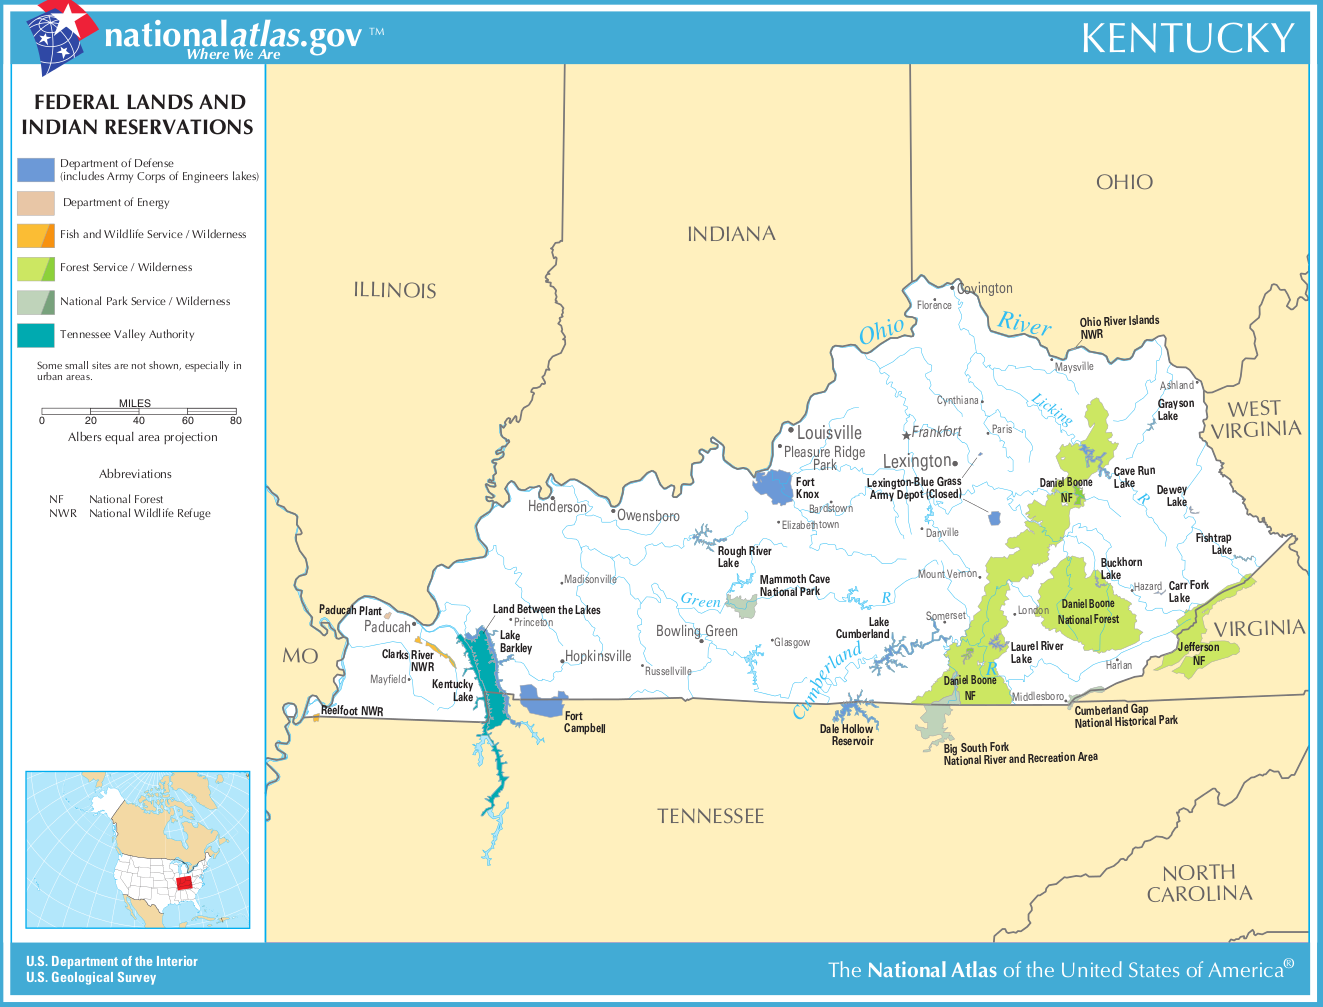 nationalatlas.gov TM
Where We Are
KENTUCKY
FEDERAL LANDS AND
INDIAN RESERVATIONS
Department of Defense
(includes Army Corps of Engineers lakes)
Department of Energy
Fish and Wildlife Service / Wilderness
Forest Service / Wilderness
National Park Service / Wilderness
Tennessee Valley Authority
Some small sites are not shown, especially in
urban areas.
MILES
0 20 40 60 80
Albers equal area projection
Abbreviations
NF National Forest
NWR National Wildlife Refuge
OHIO
INDIANA
ILLINOIS
WEST
VIRGINIA
VIRGINIA
MO
TENNESSEE
NORTH
CAROLINA
Covington
Florence
Ohio River
Ohio River Islands
NWR
Maysville
Ashland
Grayson
Lake
Cynthiana
Licking
R
Louisville
Pleasure Ridge
Park
Frankfort
Paris
Lexington
Lexington-Blue Grass
Army Depot (Closed)
Fort
Knox
Bardstown
Elizabethtown
Danville
Daniel Boone
NF
Cave Run
Lake
Dewey
Lake
Fishtrap
Lake
Henderson
Owensboro
Rough River
Lake
Mammoth Cave
National Park
Green
R
Madisonville
Mount Vernon
Buckhorn
Lake
Hazard
Carr Fork
Lake
Daniel Boone
National Forest
London
Somerset
Lake
Cumberland
Laurel River
Lake
Jefferson
NF
Harlan
Paducah Plant
Paducah
Land Between the Lakes
Princeton
Lake
Barkley
Clarks River
NWR
Mayfield
Kentucky
Lake
Hopkinsville
Bowling Green
Glasgow
Russellville
Reelfoot NWR
Fort
Campbell
Cumberland
R
Dale Hollow
Reservoir
Daniel Boone
NF
Middlesboro
Cumberland Gap
National Historical Park
Big South Fork
National River and Recreation Area
U.S. Department of the Interior
U.S. Geological Survey
The National Atlas of the United States of America®